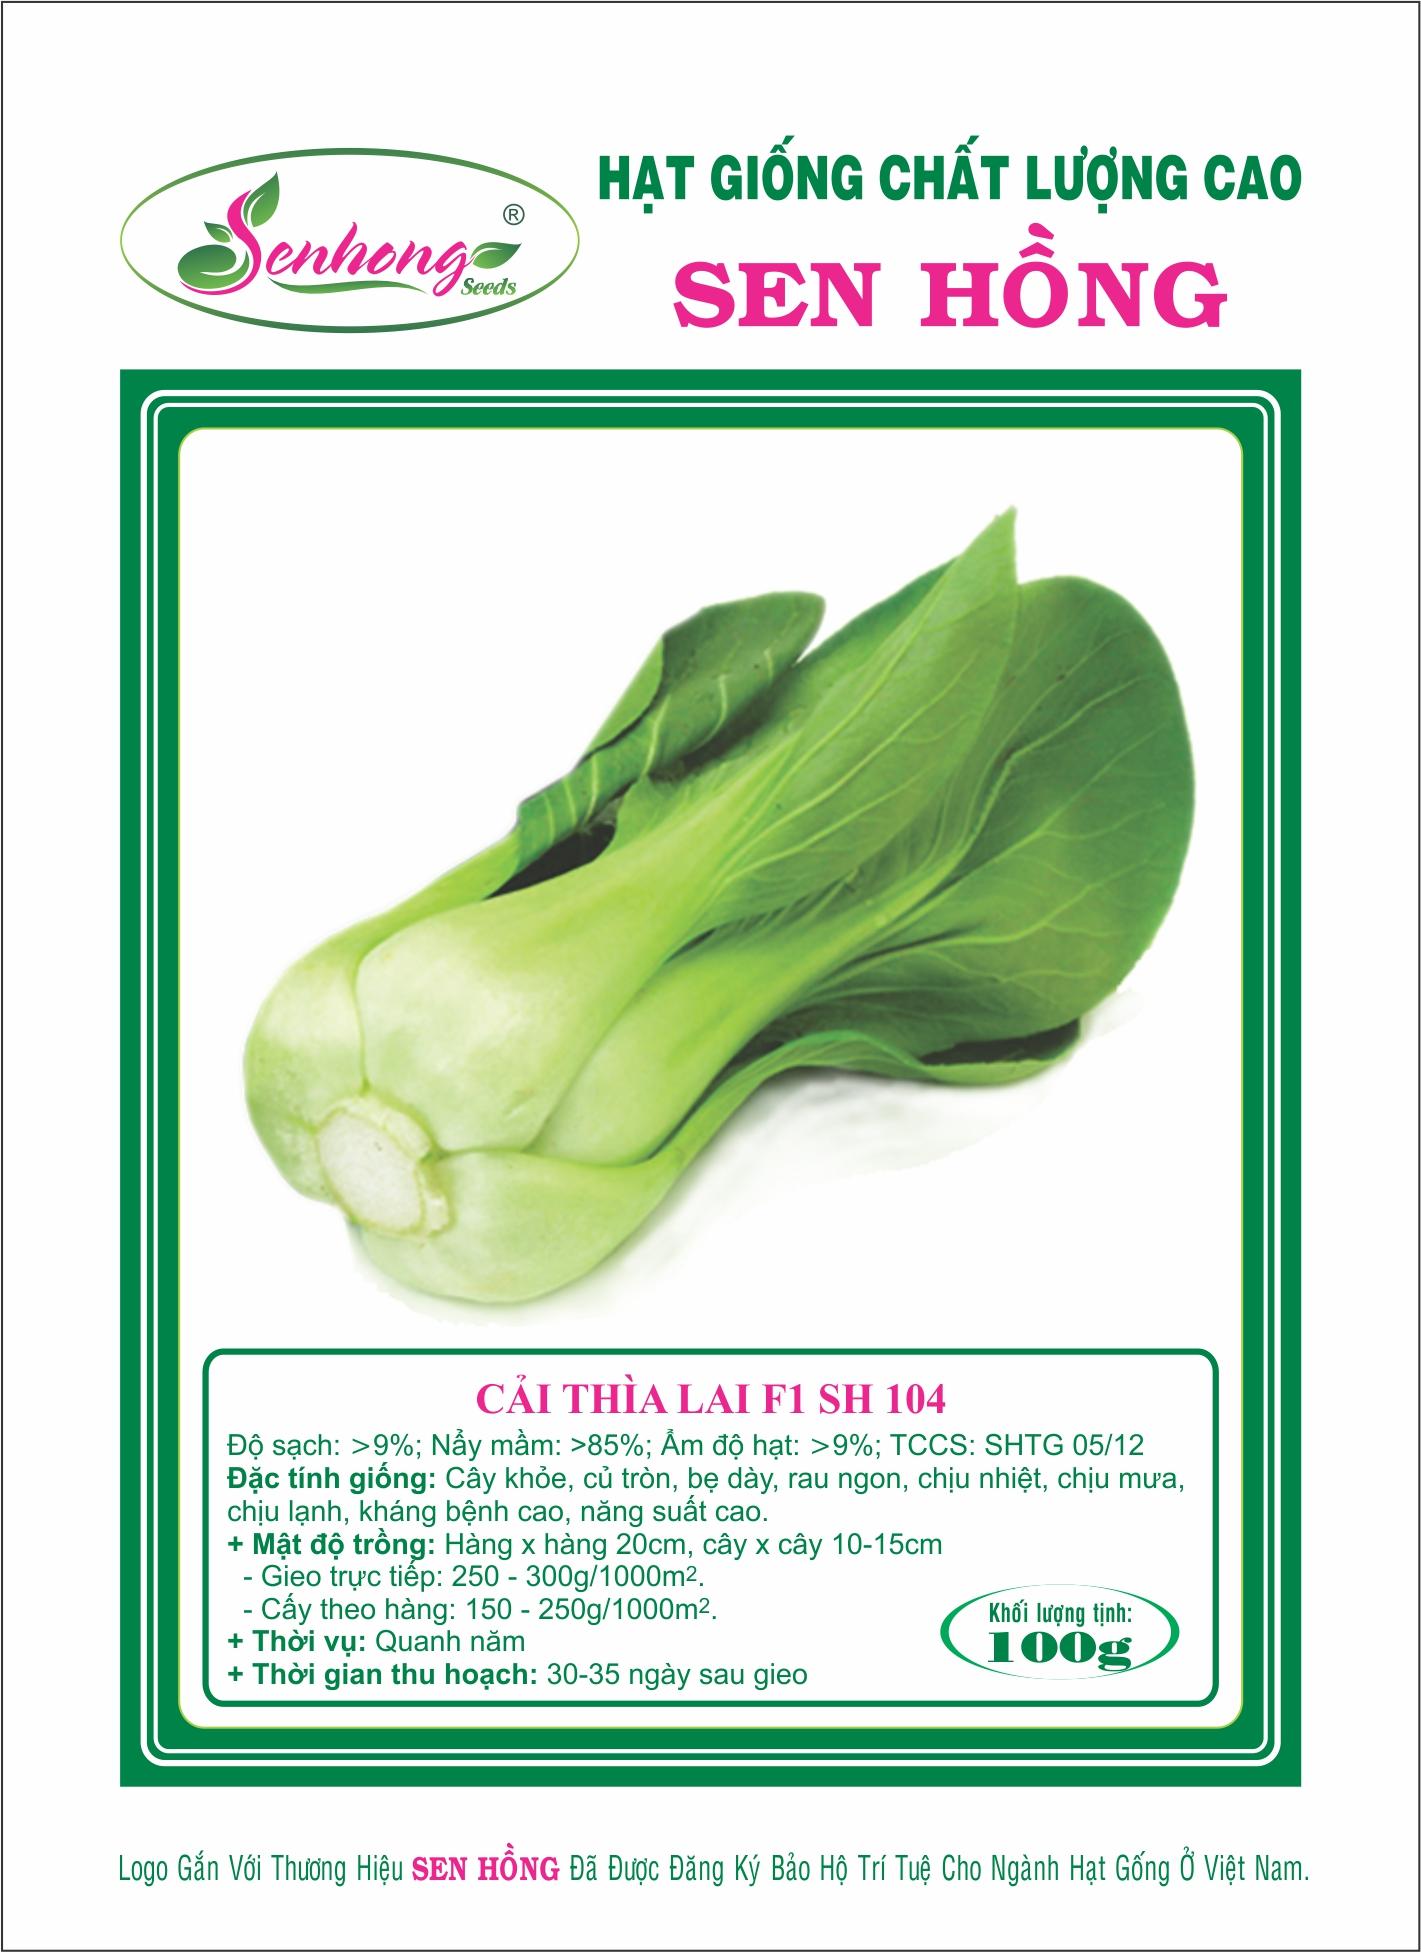 Senhong ®
Seeds
HẠT GIỐNG CHẤT LƯỢNG CAO
SEN HỒNG
CẢI THÌA LAI F1 SH 104
Độ sạch: >9%; Nẩy mầm: >85%; Ẩm độ hạt: >9%; TCCS: SHTG 05/12
Đặc tính giống: Cây khỏe, củ tròn, bẹ dày, rau ngon, chịu nhiệt, chịu mưa,
chịu lạnh, kháng bệnh cao, năng suất cao.
+ Mật độ trồng: Hàng x hàng 20cm, cây x cây 10-15cm
- Gieo trực tiếp: 250 - 300g/1000m².
- Cấy theo hàng: 150 - 250g/1000m².
+ Thời vụ: Quanh năm
+ Thời gian thu hoạch: 30-35 ngày sau gieo
Khối lượng tịnh:
100g
Logo Gắn Với Thương Hiệu SEN HỒNG Đã Được Đăng Ký Bảo Hộ Trí Tuệ Cho Ngành Hạt Gống Ở Việt Nam.